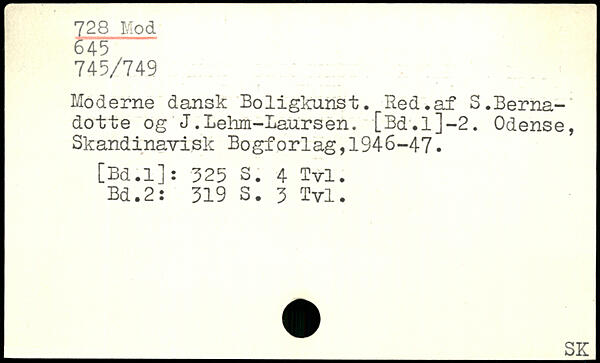 728 Mod
645
745/749
Moderne dansk Boligkunst. Red.af S.Berna-
dotte og J.Lehm-Laursen. [Bd.1]-2. Odense,
Skandinavisk Bogforlag,1946-47.
[Bd.1]: 325 S. 4 Tvl.
Bd.2: 319 S. 3 Tvl.
SK